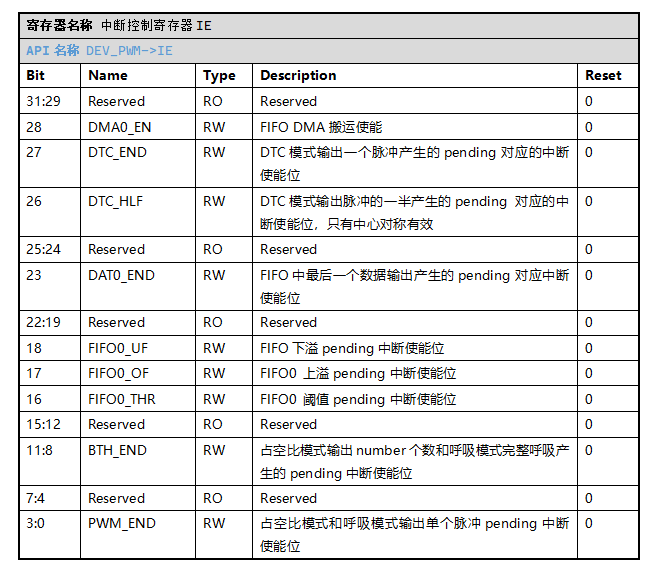 寄存器名称 中断控制寄存器 IE
API 名称 DEV_PWM->IE
Bit Name Type Description Reset
31:29 Reserved RO Reserved 0
28 DMA0_EN RW FIFO DMA 搬运使能 0
27 DTC_END RW DTC 模式输出一个脉冲产生的 pending 对应的中断 0
使能位
26 DTC_HLF RW DTC 模式输出脉冲的一半产生的 pending 对应的中 0
断使能位，只有中心对称有效
25:24 Reserved RO Reserved 0
23 DAT0_END RW FIFO 中最后一个数据输出产生的 pending 对应中断 0
使能位
22:19 Reserved RO Reserved 0
18 FIFO0_UF RW FIFO 下溢 pending 中断使能位 0
17 FIFO0_OF RW FIFO0 上溢 pending 中断使能位 0
16 FIFO0_THR RW FIFO0 阈值 pending 中断使能位 0
15:12 Reserved RO Reserved 0
11:8 BTH_END RW 占空比模式输出 number 个数和呼吸模式完整呼吸产 0
生的 pending 中断使能位
7:4 Reserved RO Reserved 0
3:0 PWM_END RW 占空比模式和呼吸模式输出单个脉冲 pending 中断 0
使能位